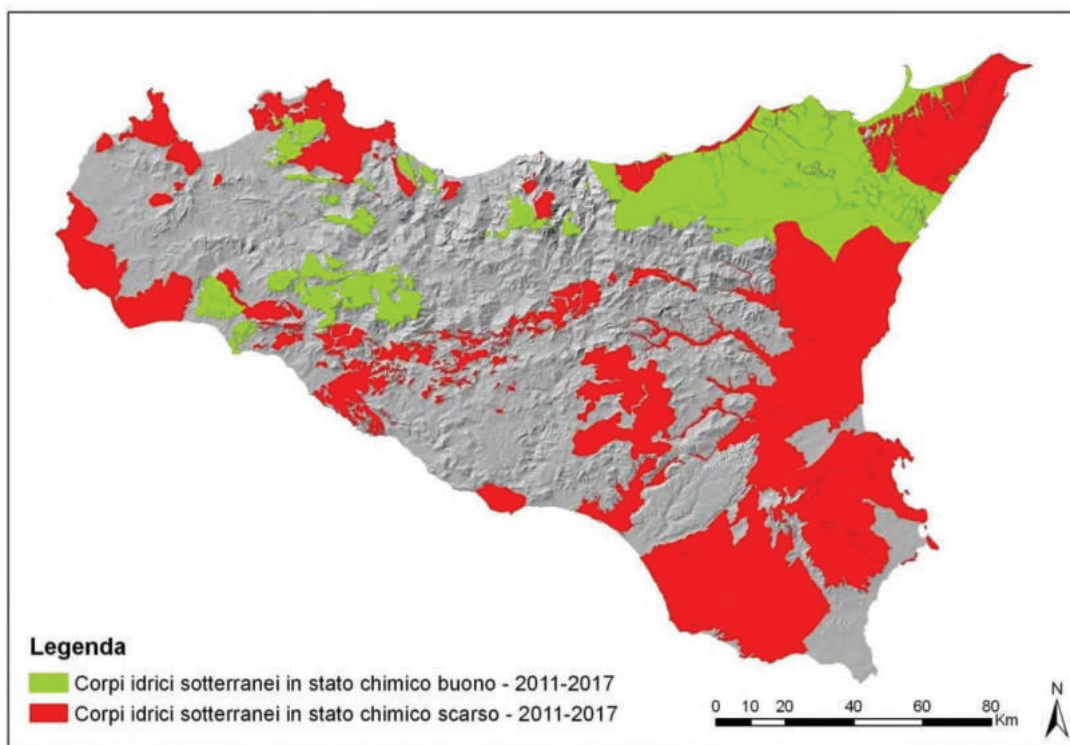 Legenda
Corpi idrici sotterranei in stato chimico buono - 2011-2017
Corpi idrici sotterranei in stato chimico scarso - 2011-2017
0 10 20 40 60 80
Km
N